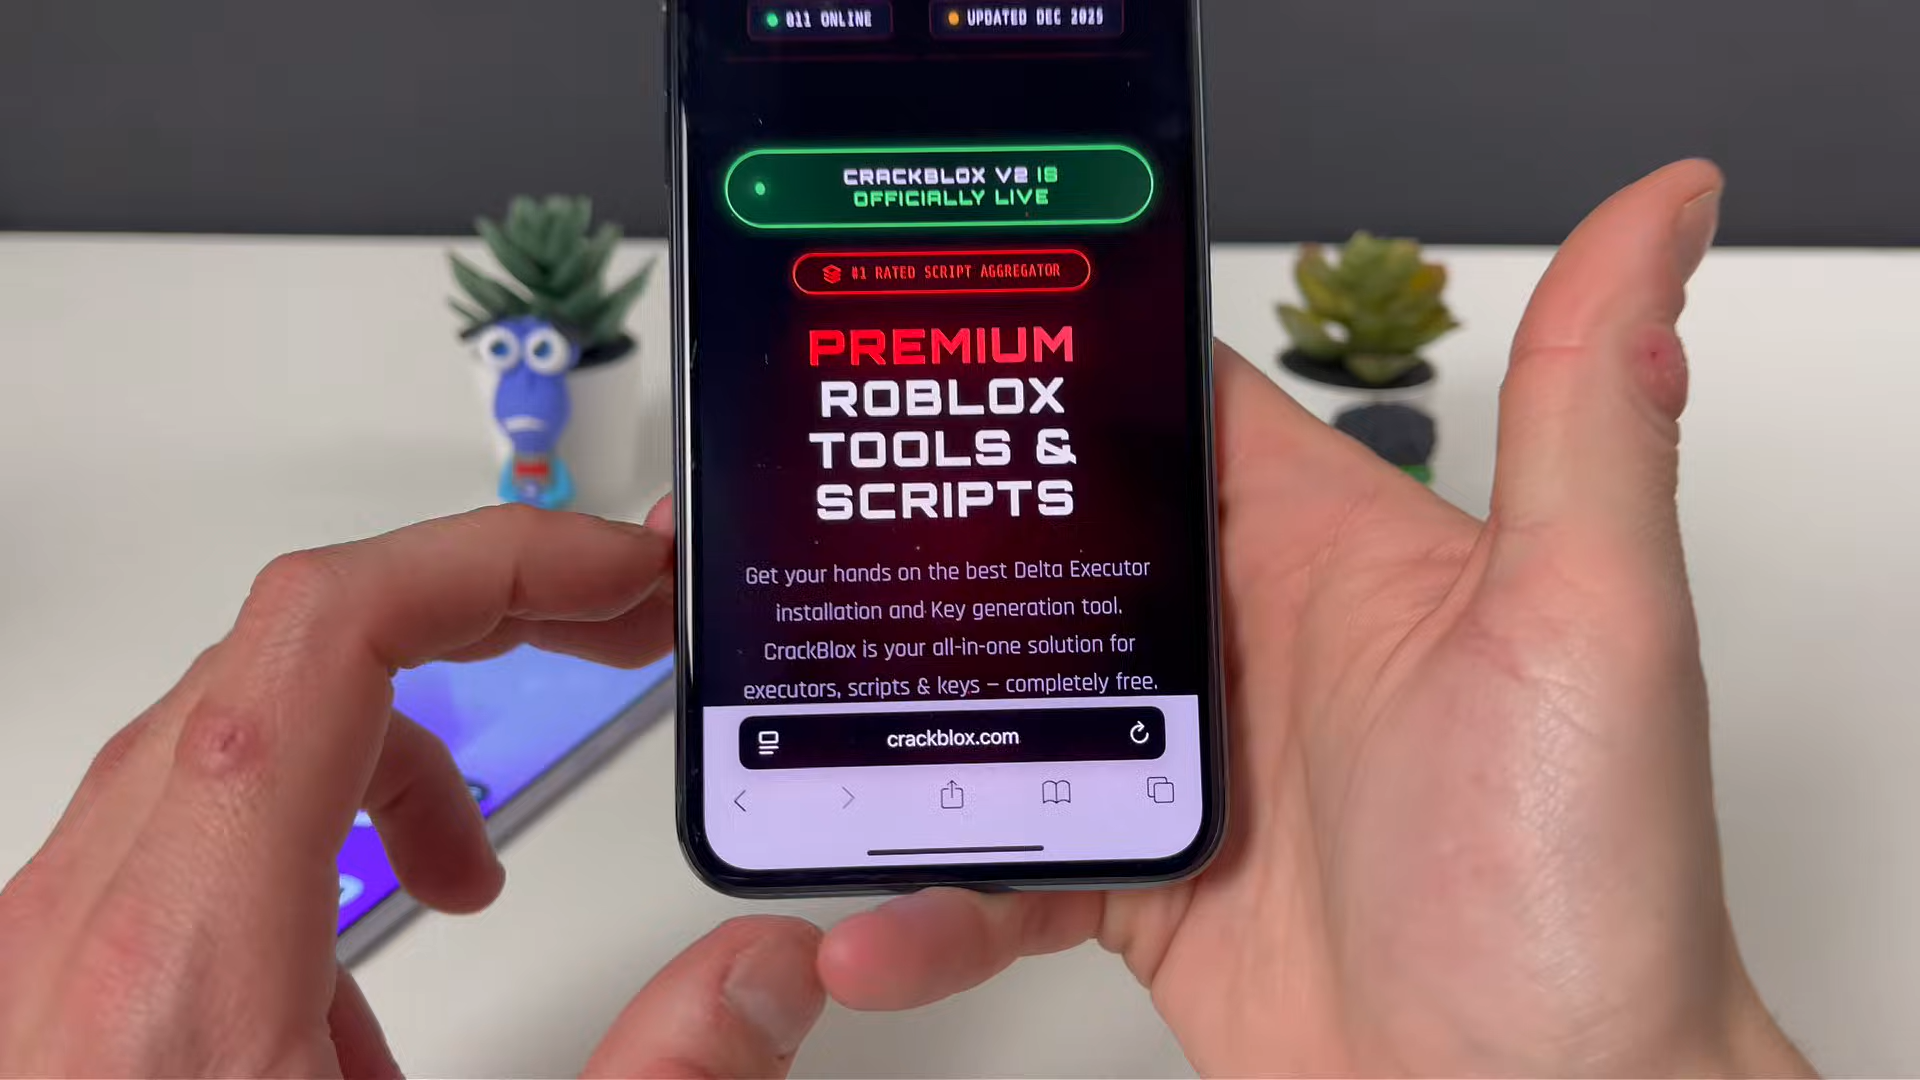 811 ONLINE
UPDATED DEC 2025
CRACKBLOX V2 IS
OFFICIALLY LIVE
#1 RATED SCRIPT AGGREGATOR
PREMIUM
ROBLOX
TOOLS &
SCRIPTS
Get your hands on the best Delta Executor
installation and Key generation tool.
CrackBlox is your all-in-one solution for
executors, scripts & keys – completely free.
crackblox.com